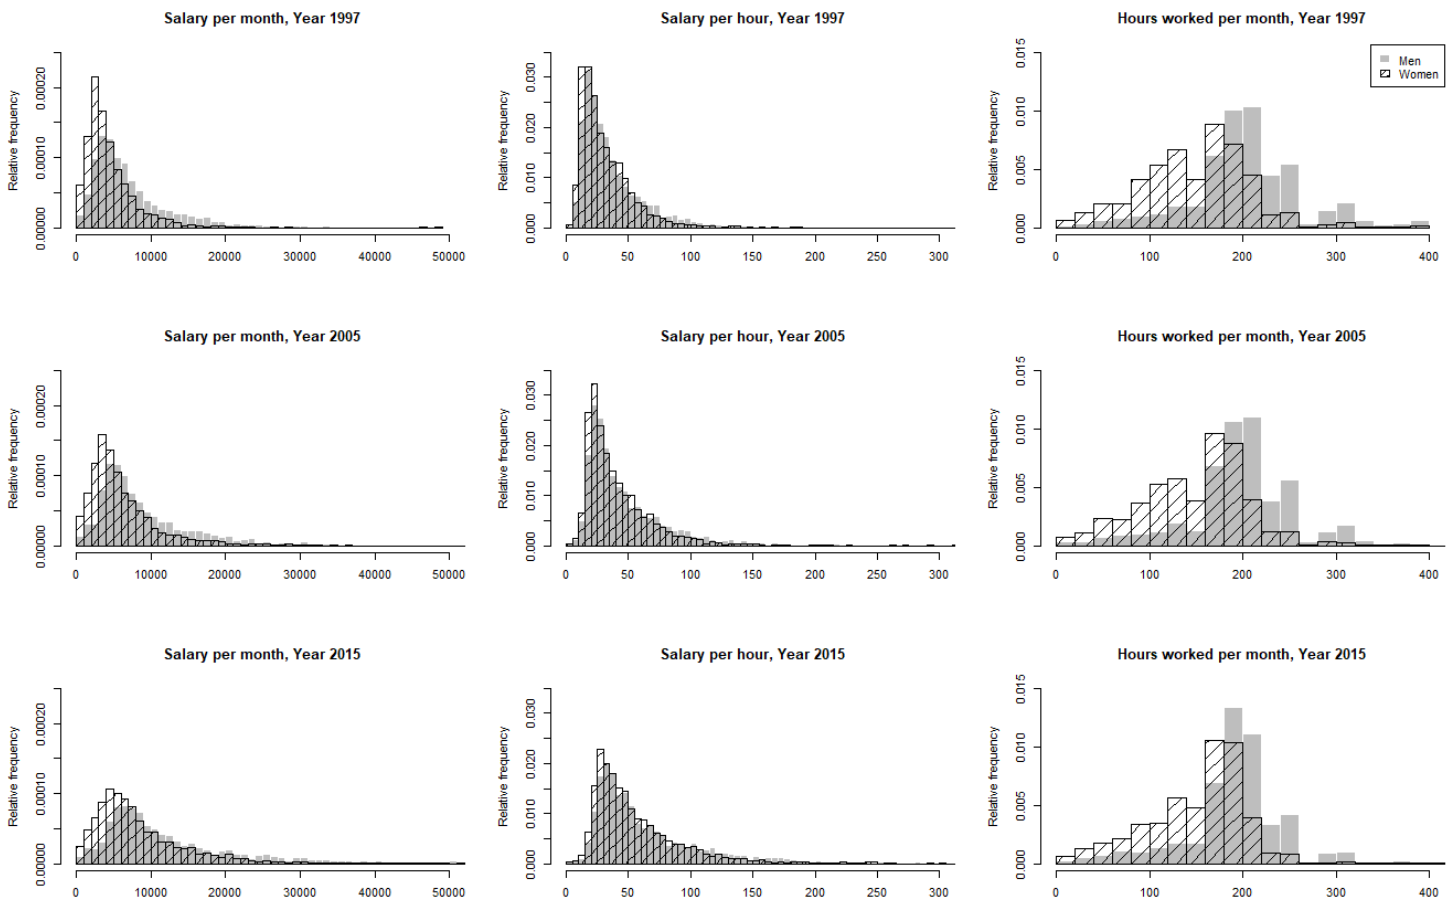 Salary per month, Year 1997
Relative frequency
0.00000 0.00010 0.00020
0 10000 20000 30000 40000 50000
Salary per hour, Year 1997
Relative frequency
0.000 0.010 0.020 0.030
0 50 100 150 200 250 300
Hours worked per month, Year 1997
Relative frequency
0.000 0.005 0.010 0.015
0 100 200 300 400
Men
Women
Salary per month, Year 2005
Relative frequency
0.00000 0.00010 0.00020
0 10000 20000 30000 40000 50000
Salary per hour, Year 2005
Relative frequency
0.000 0.010 0.020 0.030
0 50 100 150 200 250 300
Hours worked per month, Year 2005
Relative frequency
0.000 0.005 0.010 0.015
0 100 200 300 400
Salary per month, Year 2015
Relative frequency
0.00000 0.00010 0.00020
0 10000 20000 30000 40000 50000
Salary per hour, Year 2015
Relative frequency
0.000 0.010 0.020 0.030
0 50 100 150 200 250 300
Hours worked per month, Year 2015
Relative frequency
0.000 0.005 0.010 0.015
0 100 200 300 400